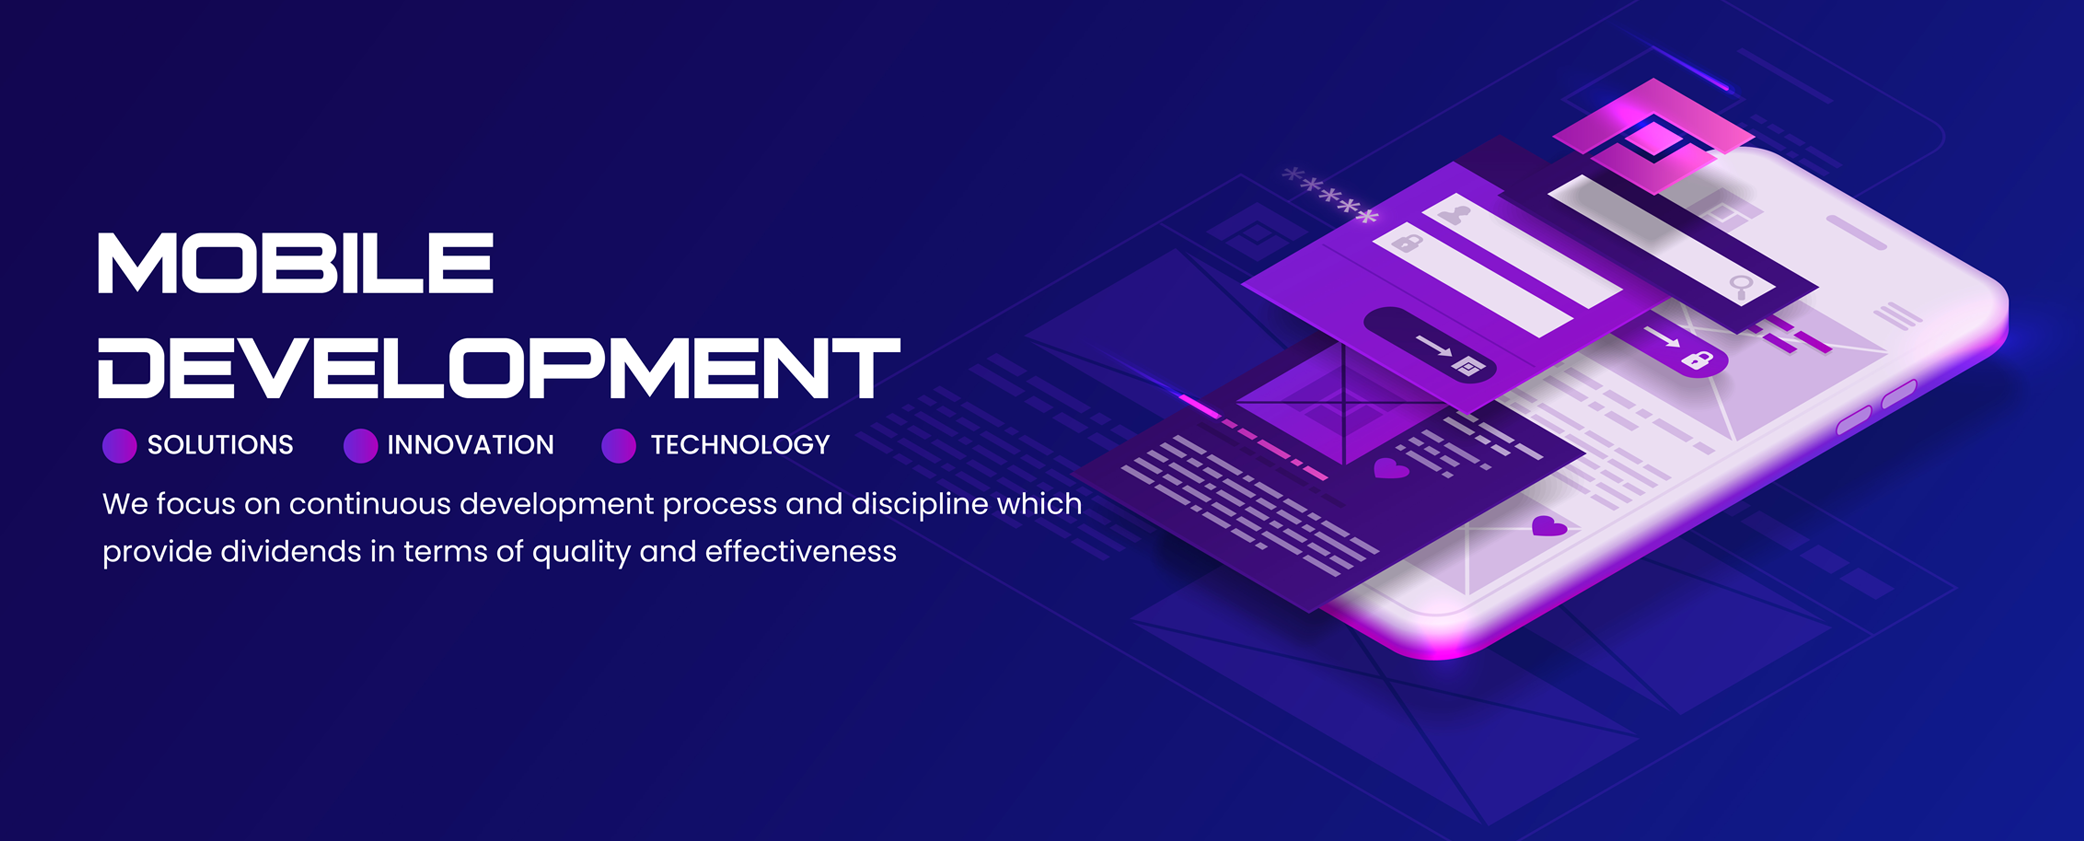 MOBILE
DEVELOPMENT
SOLUTIONS INNOVATION TECHNOLOGY
We focus on continuous development process and discipline which
provide dividends in terms of quality and effectiveness
*****